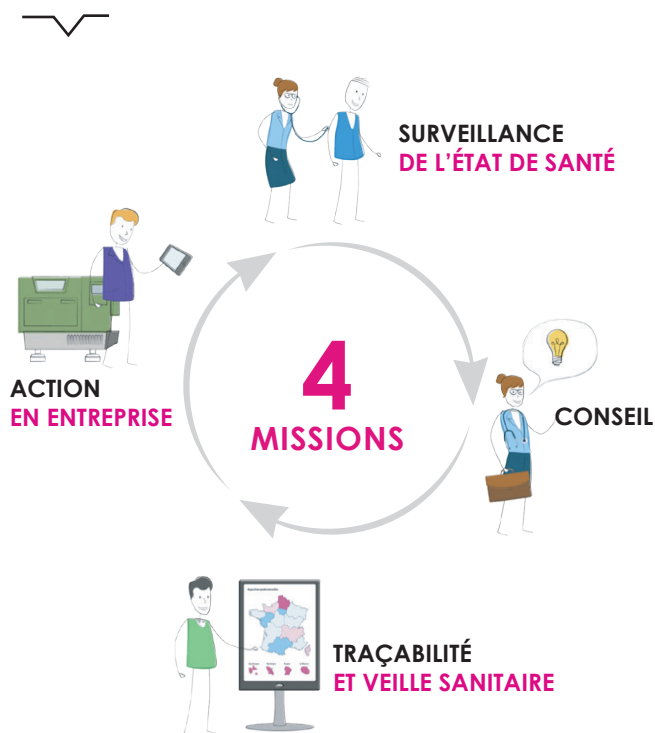 SURVEILLANCE
DE L'ÉTAT DE SANTÉ
ACTION
EN ENTREPRISE
4
MISSIONS
CONSEIL
TRAÇABILITÉ
ET VEILLE SANITAIRE